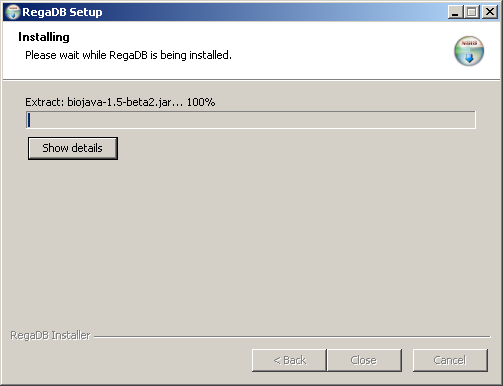 RegaDB Setup
Installing
Please wait while RegaDB is being installed.
Extract: biojava-1.5-beta2.jar... 100%
Show details
RegaDB Installer
< Back
Close
Cancel